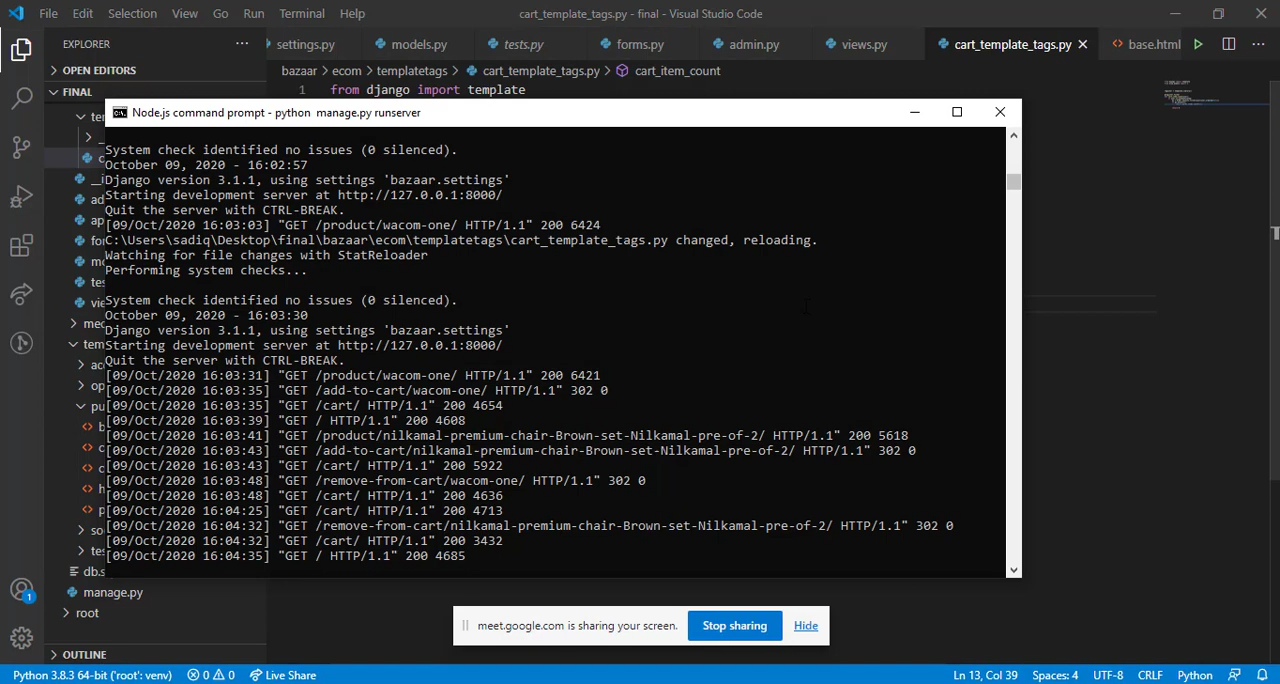 File Edit Selection View Go Run Terminal Help
cart_template_tags.py - final - Visual Studio Code
EXPLORER
settings.py models.py tests.py forms.py admin.py views.py cart_template_tags.py base.html
OPEN EDITORS
bazaar > ecom > templatetags > cart_template_tags.py > cart_item_count
FINAL
1 from django import template
Node.js command prompt - python manage.py runserver
System check identified no issues (0 silenced).
October 09, 2020 - 16:02:57
Django version 3.1.1, using settings 'bazaar.settings'
Starting development server at http://127.0.0.1:8000/
Quit the server with CTRL-BREAK.
[09/Oct/2020 16:03:03] "GET /product/wacom-one/ HTTP/1.1" 200 6424
C:\Users\sadiq\Desktop\final\bazaar\ecom\templatetags\cart_template_tags.py changed, reloading.
Watching for file changes with StatReloader
Performing system checks...
System check identified no issues (0 silenced).
October 09, 2020 - 16:03:30
Django version 3.1.1, using settings 'bazaar.settings'
Starting development server at http://127.0.0.1:8000/
Quit the server with CTRL-BREAK.
[09/Oct/2020 16:03:31] "GET /product/wacom-one/ HTTP/1.1" 200 6421
[09/Oct/2020 16:03:35] "GET /add-to-cart/wacom-one/ HTTP/1.1" 302 0
[09/Oct/2020 16:03:35] "GET /cart/ HTTP/1.1" 200 4654
[09/Oct/2020 16:03:39] "GET / HTTP/1.1" 200 4608
[09/Oct/2020 16:03:41] "GET /product/nilkamal-premium-chair-Brown-set-Nilkamal-pre-of-2/ HTTP/1.1" 200 5618
[09/Oct/2020 16:03:43] "GET /add-to-cart/nilkamal-premium-chair-Brown-set-Nilkamal-pre-of-2/ HTTP/1.1" 302 0
[09/Oct/2020 16:03:43] "GET /cart/ HTTP/1.1" 200 5922
[09/Oct/2020 16:03:48] "GET /remove-from-cart/wacom-one/ HTTP/1.1" 302 0
[09/Oct/2020 16:03:48] "GET /cart/ HTTP/1.1" 200 4636
[09/Oct/2020 16:04:25] "GET /cart/ HTTP/1.1" 200 4713
[09/Oct/2020 16:04:32] "GET /remove-from-cart/nilkamal-premium-chair-Brown-set-Nilkamal-pre-of-2/ HTTP/1.1" 302 0
[09/Oct/2020 16:04:32] "GET /cart/ HTTP/1.1" 200 3432
[09/Oct/2020 16:04:35] "GET / HTTP/1.1" 200 4685
tem
c
__i
ad
ap
for
mo
tes
vie
med
tem
acc
op
pu
b
c
c
h
p
so
tes
db.s
manage.py
root
meet.google.com is sharing your screen. Stop sharing Hide
OUTLINE
1
Python 3.8.3 64-bit ('root': venv) 0 0 Live Share Ln 13, Col 39 Spaces: 4 UTF-8 CRLF Python